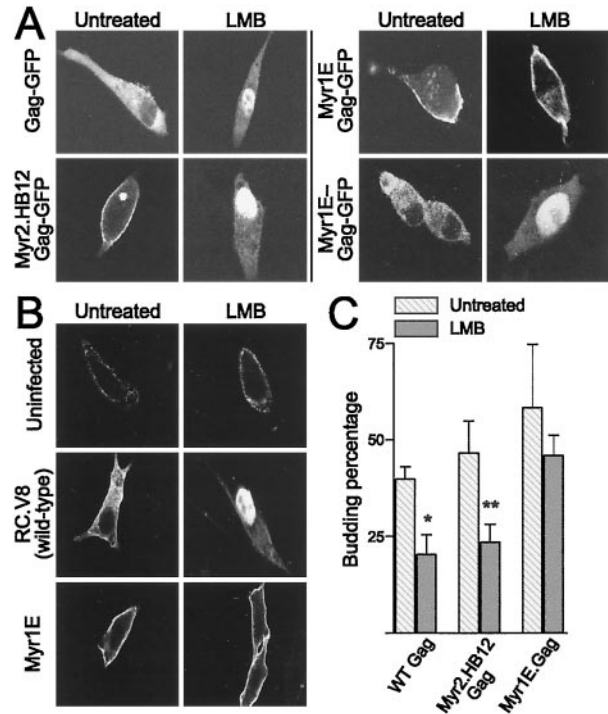 A
Untreated LMB
Untreated LMB
Gag-GFP
Myr2.HB12
Gag-GFP
Myr1E
Gag-GFP
Myr1E--
Gag-GFP
B
Untreated LMB
Uninfected
RC.V8
(wild-type)
Myr1E
C
Untreated
LMB
Budding percentage
75
50
25
*
**
WT Gag
Myr2.HB12
Gag
Myr1E.Gag